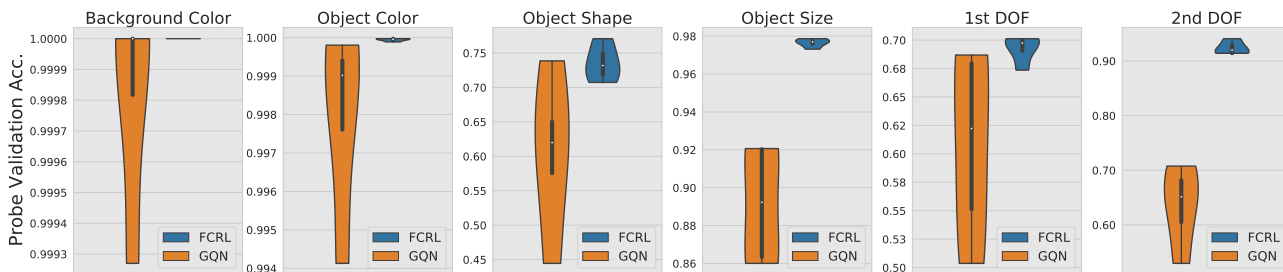 Background Color
Object Color
Object Shape
Object Size
1st DOF
2nd DOF
Probe Validation Acc.
1.0000
0.9999
0.9998
0.9997
0.9996
0.9995
0.9994
0.9993
FCRL
GQN
1.000
0.999
0.998
0.997
0.996
0.995
0.994
FCRL
GQN
0.75
0.70
0.65
0.60
0.55
0.50
0.45
FCRL
GQN
0.98
0.96
0.94
0.92
0.90
0.88
0.86
FCRL
GQN
0.70
0.68
0.65
0.62
0.60
0.58
0.55
0.53
0.50
FCRL
GQN
0.90
0.80
0.70
0.60
FCRL
GQN